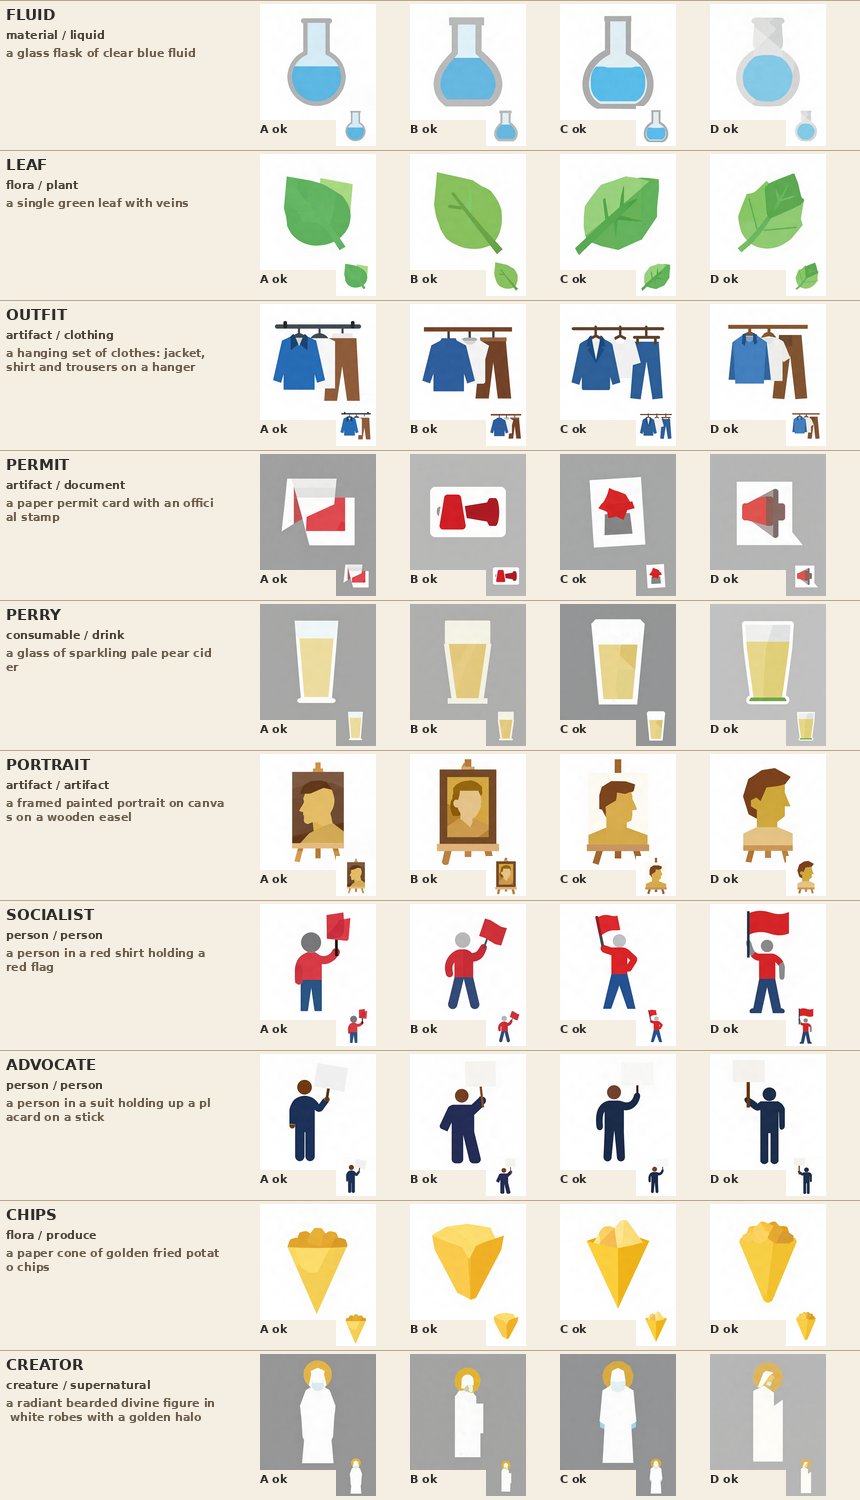 FLUID
material / liquid
a glass flask of clear blue fluid
A ok
B ok
C ok
D ok
LEAF
flora / plant
a single green leaf with veins
A ok
B ok
C ok
D ok
OUTFIT
artifact / clothing
a hanging set of clothes: jacket,
shirt and trousers on a hanger
A ok
B ok
C ok
D ok
PERMIT
artifact / document
a paper permit card with an offici
al stamp
A ok
B ok
C ok
D ok
PERRY
consumable / drink
a glass of sparkling pale pear cid
er
A ok
B ok
C ok
D ok
PORTRAIT
artifact / artifact
a framed painted portrait on canva
s on a wooden easel
A ok
B ok
C ok
D ok
SOCIALIST
person / person
a person in a red shirt holding a
red flag
A ok
B ok
C ok
D ok
ADVOCATE
person / person
a person in a suit holding up a pl
acard on a stick
A ok
B ok
C ok
D ok
CHIPS
flora / produce
a paper cone of golden fried potat
o chips
A ok
B ok
C ok
D ok
CREATOR
creature / supernatural
a radiant bearded divine figure in
white robes with a golden halo
A ok
B ok
C ok
D ok